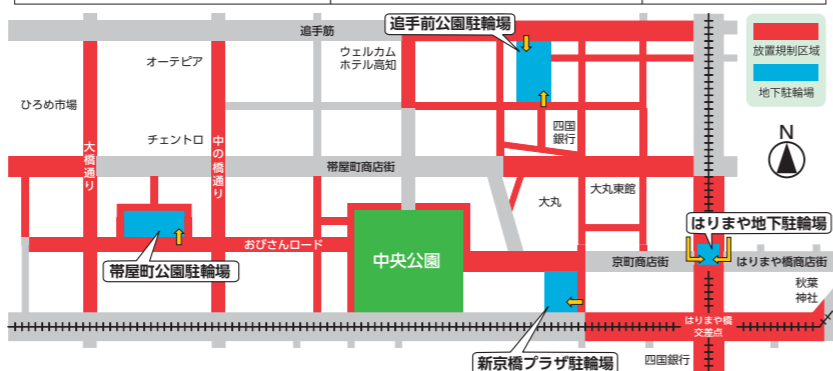 追手前公園駐輪場
追手筋
放置規制区域
地下駐輪場
ウェルカム
ホテル高知
オーテピア
ひろめ市場
N
四国
銀行
チェントロ
大橋通り
中の橋通り
帯屋町商店街
大丸
大丸東館
はりまや地下駐輪場
おびさんロード
帯屋町公園駐輪場
中央公園
京町商店街
はりまや橋商店街
秋葉
神社
はりまや橋
交差点
新京橋プラザ駐輪場
四国銀行